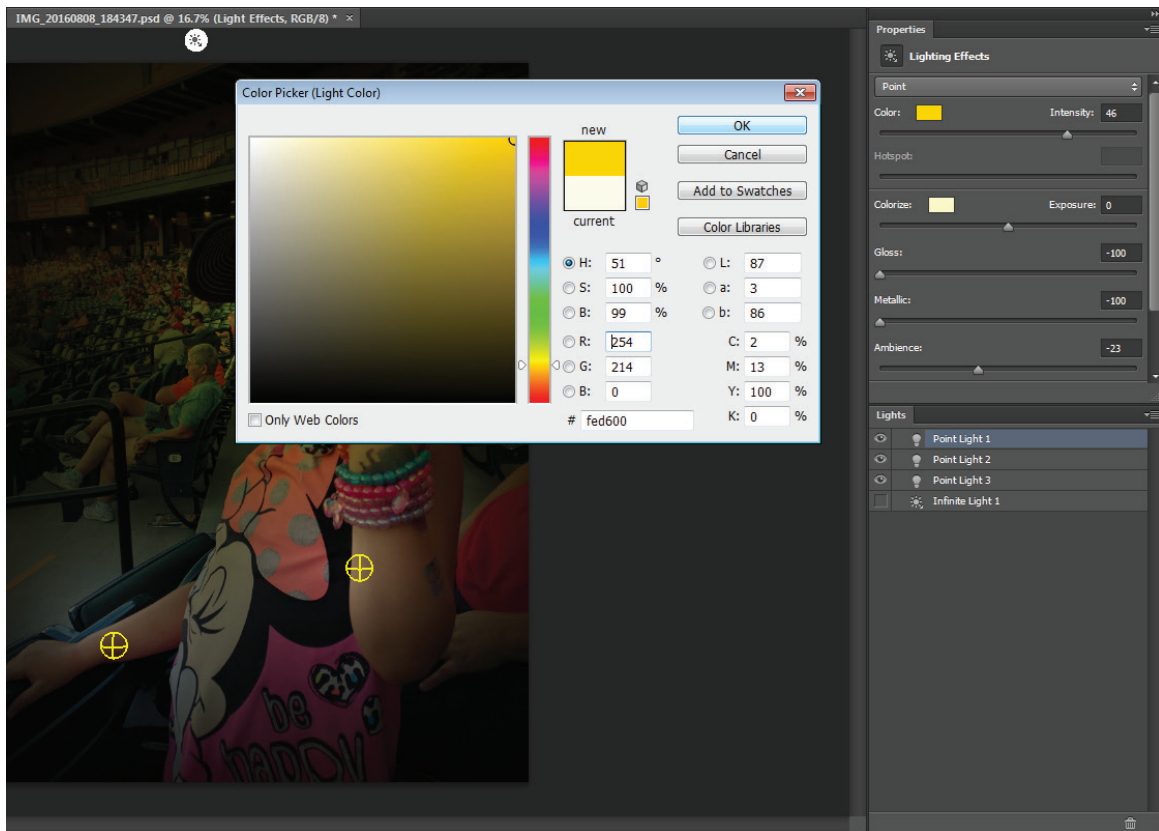 IMG_20160808_184347.psd @ 16.7% (Light Effects, RGB/8) * ×
Color Picker (Light Color)
new
current
OK
Cancel
Add to Swatches
Color Libraries
H: 51 °
S: 100 %
B: 99 %
R: 254
G: 214
B: 0
# fed600
L: 87
a: 3
b: 86
C: 2 %
M: 13 %
Y: 100 %
K: 0 %
Only Web Colors
be
happy
Properties
Lighting Effects
Point
Color: Intensity: 46
Hotspot:
Colorize: Exposure: 0
Gloss: -100
Metallic: -100
Ambience: -23
Lights
Point Light 1
Point Light 2
Point Light 3
Infinite Light 1